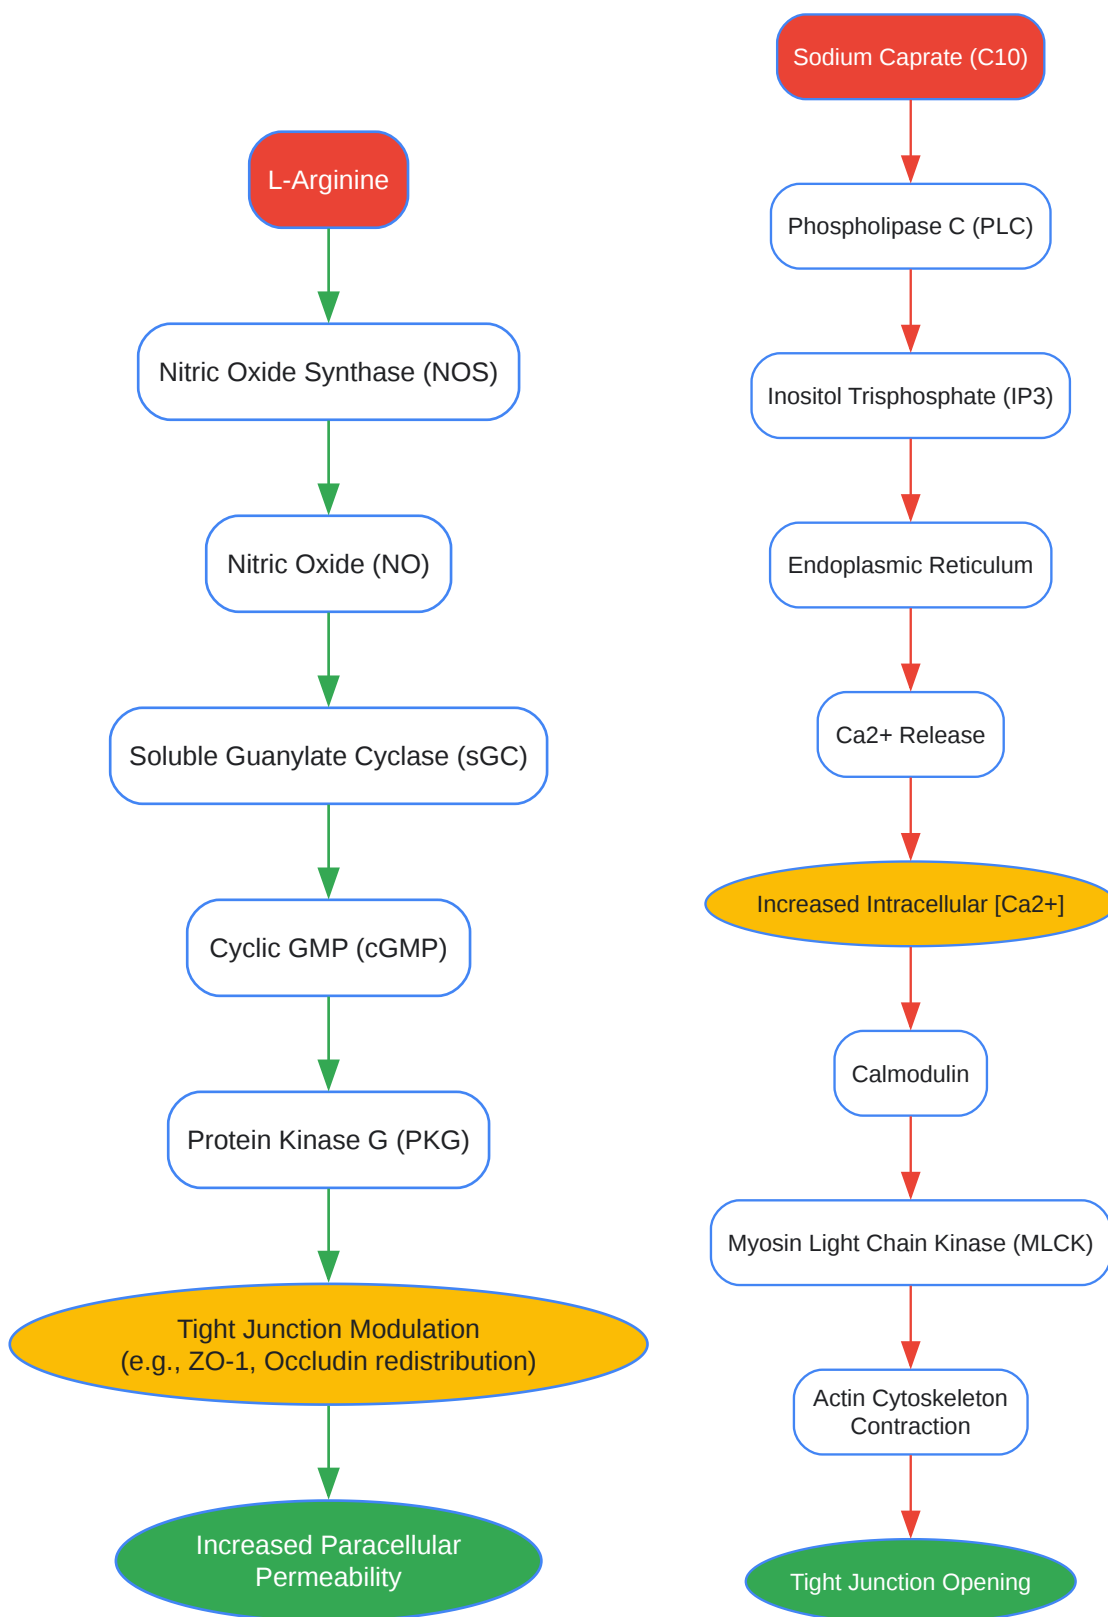 L-Arginine
Nitric Oxide Synthase (NOS)
Nitric Oxide (NO)
Soluble Guanylate Cyclase (sGC)
Cyclic GMP (cGMP)
Protein Kinase G (PKG)
Tight Junction Modulation
(e.g., ZO-1, Occludin redistribution)
Increased Paracellular
Permeability
Sodium Caprate (C10)
Phospholipase C (PLC)
Inositol Trisphosphate (IP3)
Endoplasmic Reticulum
Ca2+ Release
Increased Intracellular [Ca2+]
Calmodulin
Myosin Light Chain Kinase (MLCK)
Actin Cytoskeleton
Contraction
Tight Junction Opening